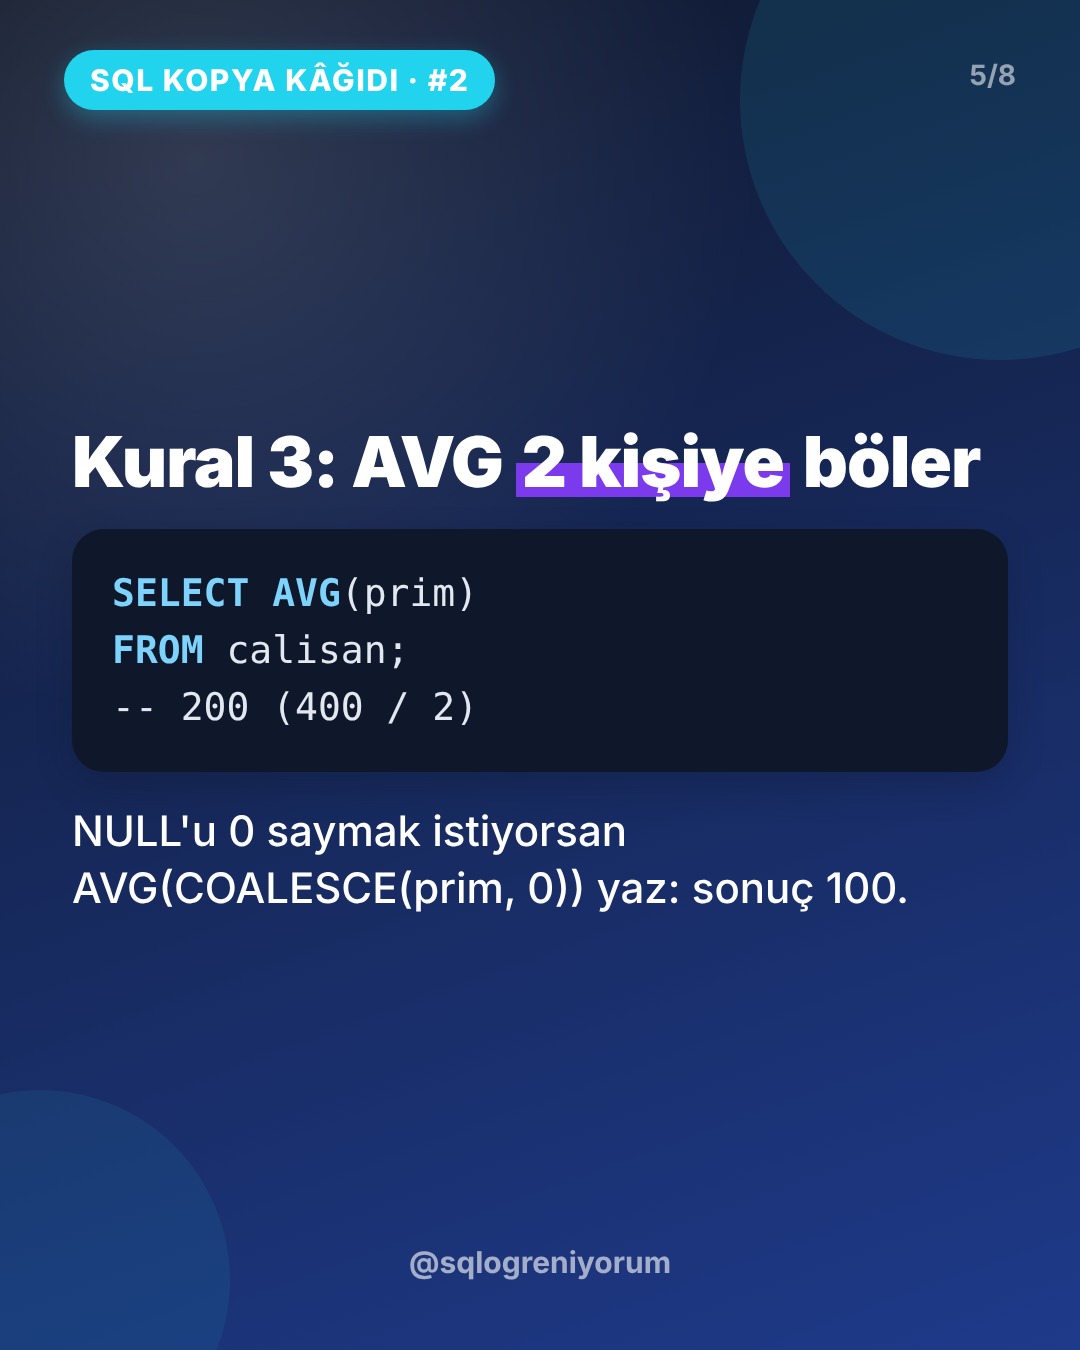 SQL KOPYA KÂĞIDI · #2
5/8
Kural 3: AVG 2 kişiye böler
SELECT AVG(prim)
FROM calisan;
-- 200 (400 / 2)
NULL'u 0 saymak istiyorsan
AVG(COALESCE(prim, 0)) yaz: sonuç 100.
@sqlogreniyorum